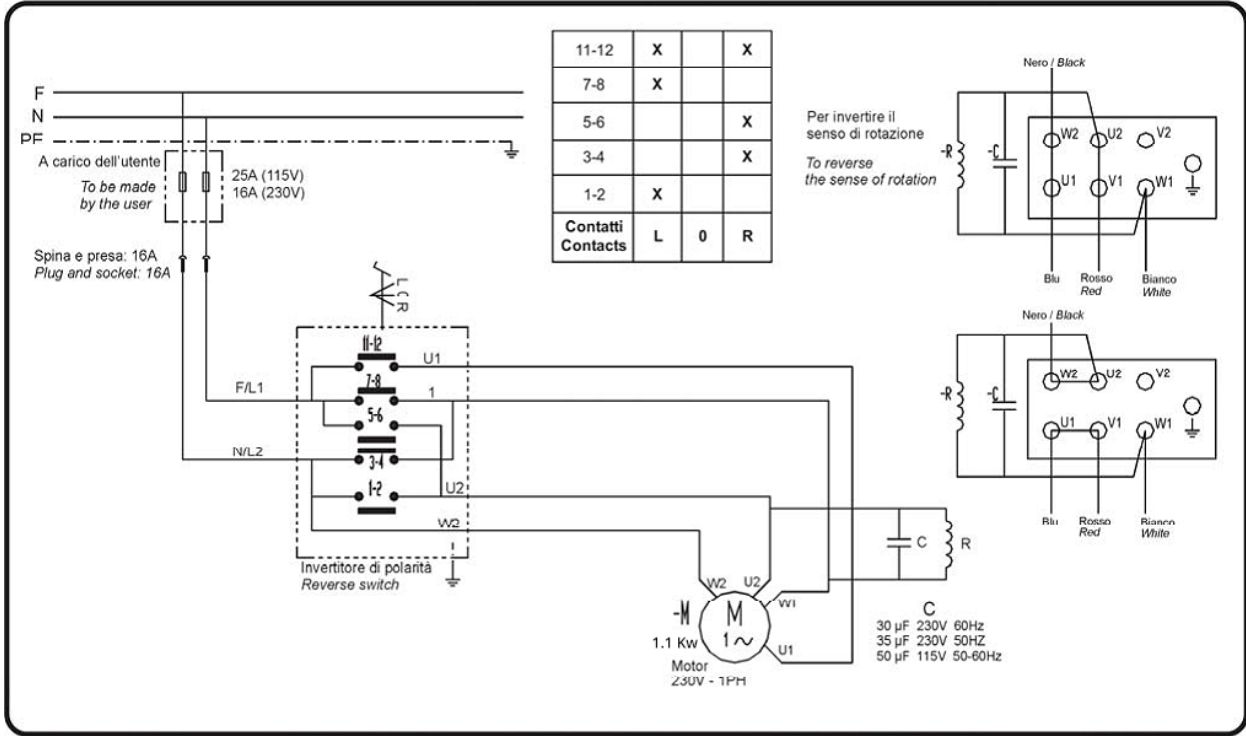 F
N
PE
A carico dell'utente
To be made
by the user
25A (115V)
16A (230V)
Spina e presa: 16A
Plug and socket: 16A
11-12 X X
7-8 X
5-6 X
3-4 X
1-2 X
Contatti
Contacts L 0 R
Per invertire il
senso di rotazione
To reverse
the sense of rotation
Nero / Black
-R
-C
W2 U2 V2
U1 V1 W1
Blu Rosso Bianco
Red White
Nero / Black
-R
-C
W2 U2 V2
U1 V1 W1
Blu Rosso Bianco
Red White
L
R
11-12
7-8
5-6
3-4
1-2
F/L1
N/L2
U1
1
U2
W2
Invertitore di polarità
Reverse switch
W2 U2
W1
U1
-M
M
1~
1.1 Kw
Motor
230V - 1PH
C
R
C
30 µF 230V 60Hz
35 µF 230V 50HZ
50 µF 115V 50-60Hz